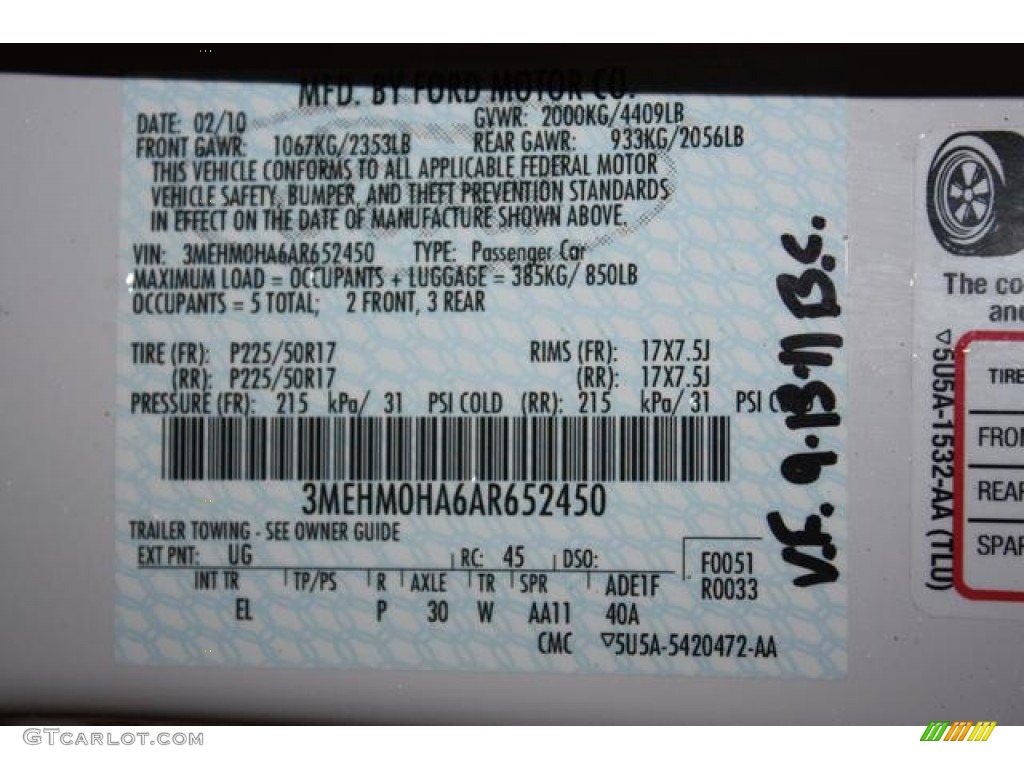 MFD. BY FORD MOTOR CO.
DATE: 02/10 GVWR: 2000KG/4409LB
FRONT GAWR: 1067KG/2353LB REAR GAWR: 933KG/2056LB
THIS VEHICLE CONFORMS TO ALL APPLICABLE FEDERAL MOTOR
VEHICLE SAFETY, BUMPER, AND THEFT PREVENTION STANDARDS
IN EFFECT ON THE DATE OF MANUFACTURE SHOWN ABOVE.
VIN: 3MEHM0HA6AR652450 TYPE: Passenger Car
MAXIMUM LOAD = OCCUPANTS + LUGGAGE = 385KG/ 850LB
OCCUPANTS = 5 TOTAL; 2 FRONT, 3 REAR
TIRE (FR): P225/50R17 RIMS (FR): 17X7.5J
(RR): P225/50R17 (RR): 17X7.5J
PRESSURE (FR): 215 kPa/ 31 PSI COLD (RR): 215 kPa/ 31 PSI
3MEHM0HA6AR652450
TRAILER TOWING - SEE OWNER GUIDE
EXT PNT: UG RC: 45 DSO: F0051
INT TR TP/PS R AXLE TR SPR ADE1F R0033
EL P 30 W AA11 40A
CMC ▽5U5A-5420472-AA
9.13.11 B.S.
The co
and
▽5U5A-1532-AA (TLU)
TIRE
FRO
REAR
SPAR
GTCARLOT.COM